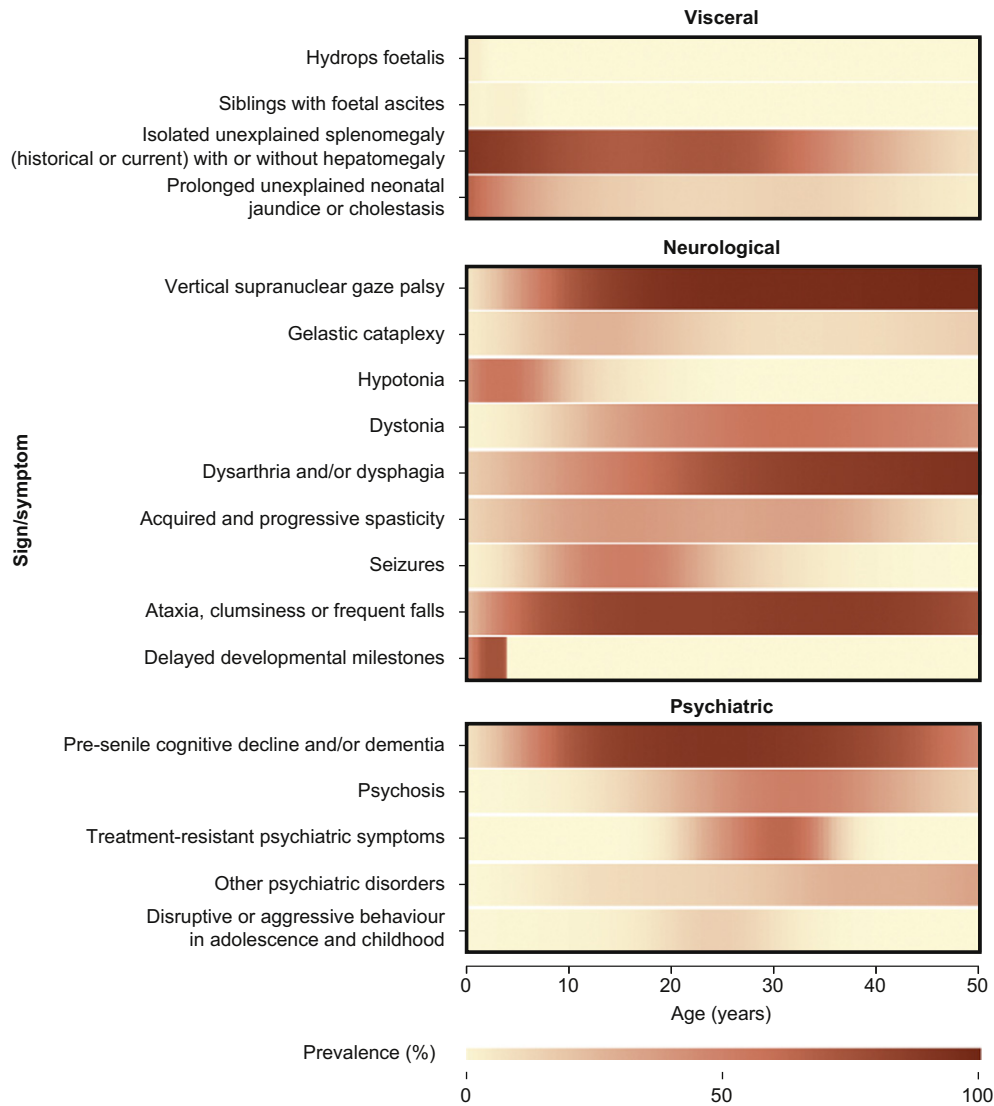 Visceral
Hydrops foetalis
Siblings with foetal ascites
Isolated unexplained splenomegaly
(historical or current) with or without hepatomegaly
Prolonged unexplained neonatal
jaundice or cholestasis
Neurological
Vertical supranuclear gaze palsy
Gelastic cataplexy
Hypotonia
Dystonia
Dysarthria and/or dysphagia
Acquired and progressive spasticity
Seizures
Ataxia, clumsiness or frequent falls
Delayed developmental milestones
Sign/symptom
Psychiatric
Pre-senile cognitive decline and/or dementia
Psychosis
Treatment-resistant psychiatric symptoms
Other psychiatric disorders
Disruptive or aggressive behaviour
in adolescence and childhood
0 10 20 30 40 50
Age (years)
Prevalence (%)
0 50 100